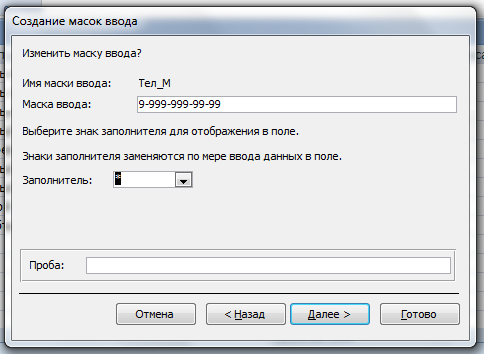 Создание масок ввода
Изменить маску ввода?
Имя маски ввода: Тел_М
Маска ввода: 9-999-999-99-99
Выберите знак заполнителя для отображения в поле.
Знаки заполнителя заменяются по мере ввода данных в поле.
Заполнитель: *
Проба:
Отмена < Назад Далее > Готово